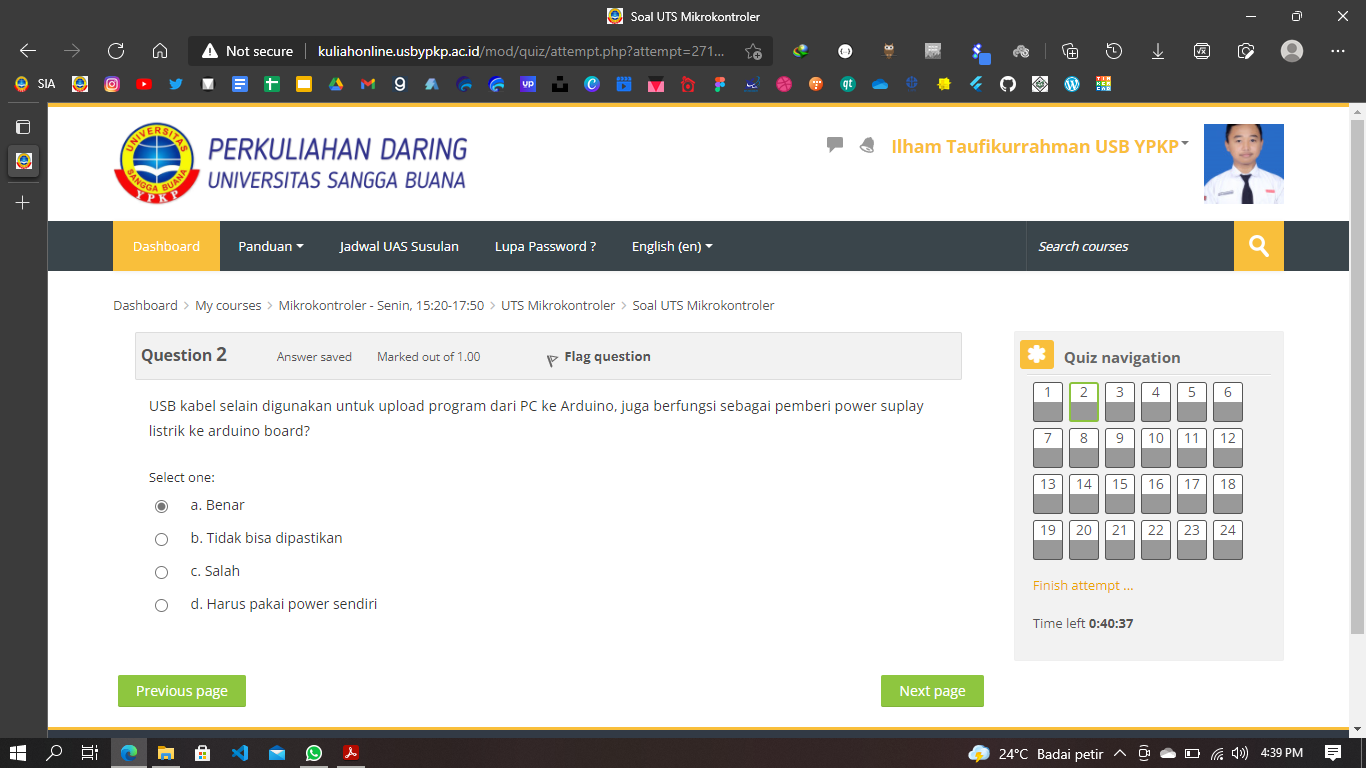 Soal UTS Mikrokontroler
Not secure
kuliahonline.usbypkp.ac.id/mod/quiz/attempt.php?attempt=271...
SIA
UNIVERSITAS
SANGGA BUANA
YPKP
PERKULIAHAN DARING
UNIVERSITAS SANGGA BUANA
Ilham Taufikurrahman USB YPKP
Dashboard
Panduan
Jadwal UAS Susulan
Lupa Password ?
English (en)
Search courses
Dashboard > My courses > Mikrokontroler - Senin, 15:20-17:50 > UTS Mikrokontroler > Soal UTS Mikrokontroler
Question 2
Answer saved
Marked out of 1.00
Flag question
USB kabel selain digunakan untuk upload program dari PC ke Arduino, juga berfungsi sebagai pemberi power suplay
listrik ke arduino board?
Select one:
a. Benar
b. Tidak bisa dipastikan
c. Salah
d. Harus pakai power sendiri
Previous page
Next page
Quiz navigation
1 2 3 4 5 6
7 8 9 10 11 12
13 14 15 16 17 18
19 20 21 22 23 24
Finish attempt ...
Time left 0:40:37
24°C Badai petir
4:39 PM